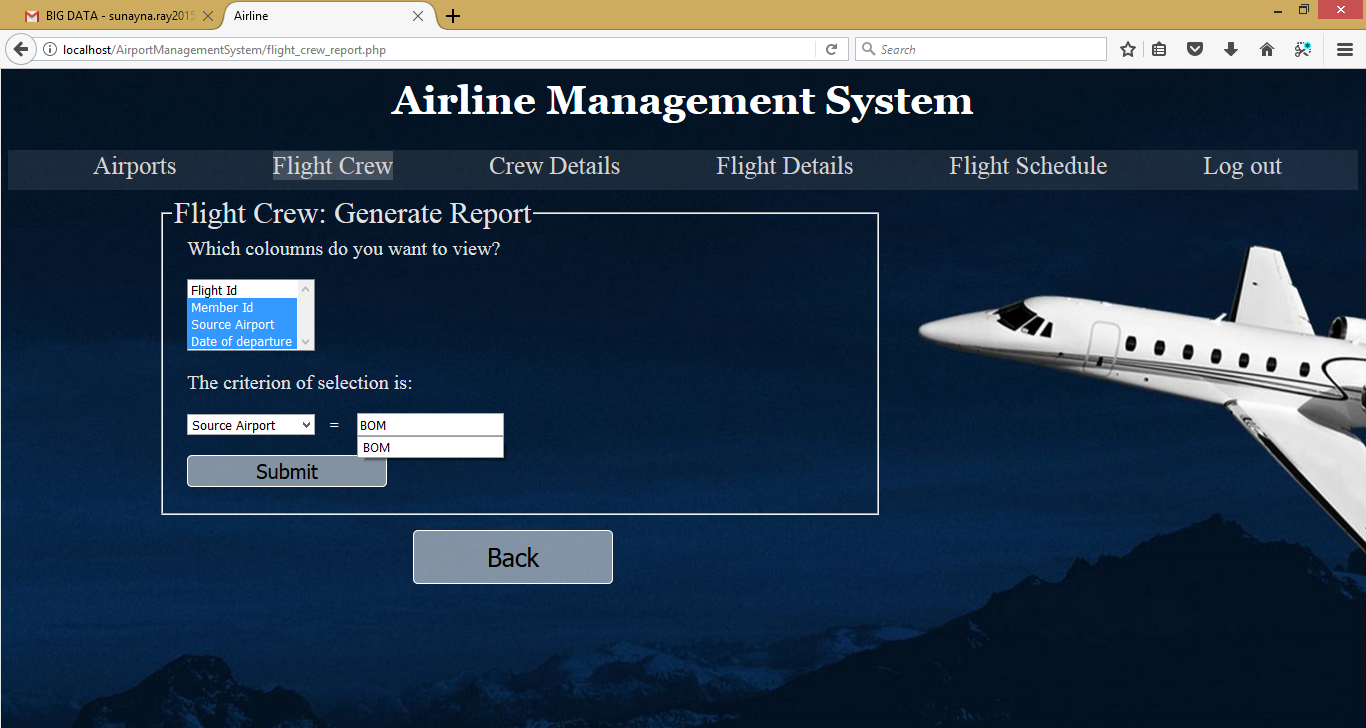 BIG DATA - sunayna.ray2015
Airline
localhost/AirportManagementSystem/flight_crew_report.php
Search
Airline Management System
Airports Flight Crew Crew Details Flight Details Flight Schedule Log out
Flight Crew: Generate Report
Which coloumns do you want to view?
Flight Id
Member Id
Source Airport
Date of departure
The criterion of selection is:
Source Airport = BOM
BOM
Submit
Back